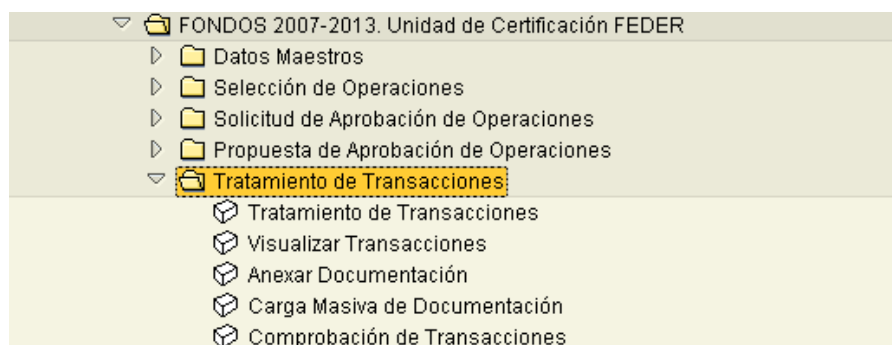 FONDOS 2007-2013. Unidad de Certificación FEDER
Datos Maestros
Selección de Operaciones
Solicitud de Aprobación de Operaciones
Propuesta de Aprobación de Operaciones
Tratamiento de Transacciones
Tratamiento de Transacciones
Visualizar Transacciones
Anexar Documentación
Carga Masiva de Documentación
Comprobación de Transacciones